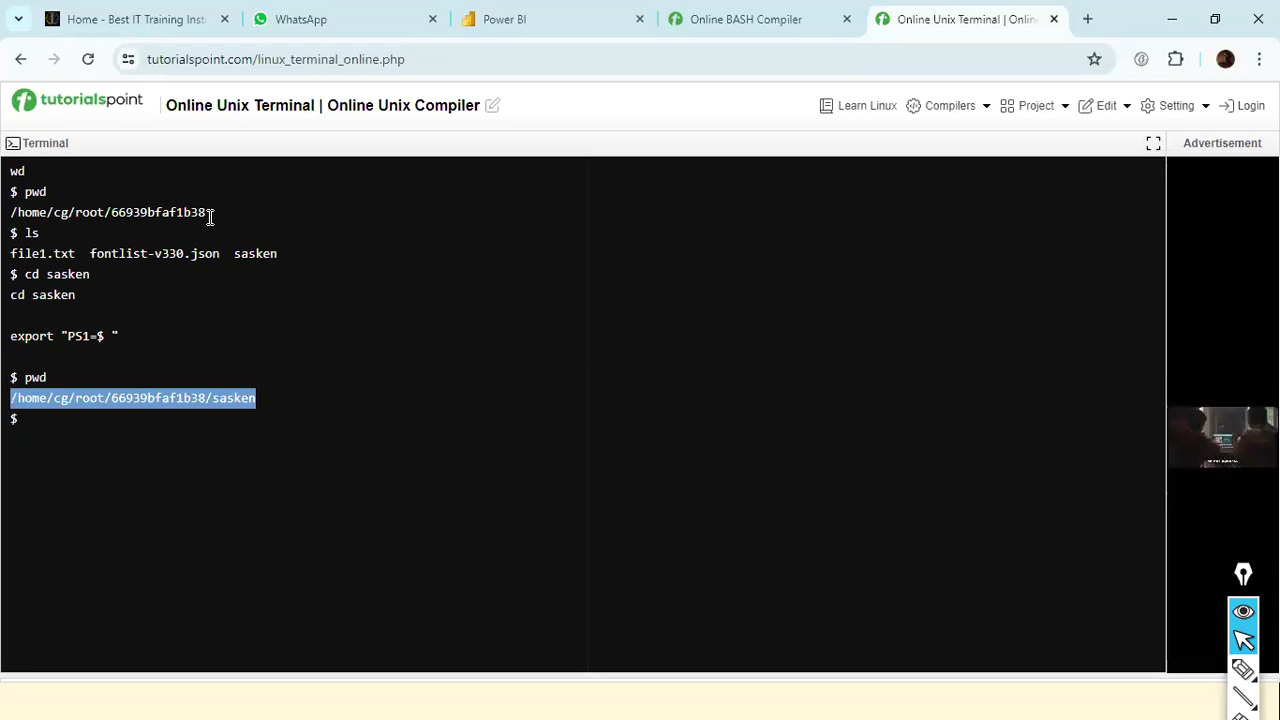 Home - Best IT Training Insti
WhatsApp
Power BI
Online BASH Compiler
Online Unix Terminal | Onlin
tutorialspoint.com/linux_terminal_online.php
tutorialspoint
Online Unix Terminal | Online Unix Compiler
Learn Linux
Compilers
Project
Edit
Setting
Login
Terminal
Advertisement
wd
$ pwd
/home/cg/root/66939bfaf1b38
$ ls
file1.txt  fontlist-v330.json  sasken
$ cd sasken
cd sasken
export "PS1=$ "
$ pwd
/home/cg/root/66939bfaf1b38/sasken
$